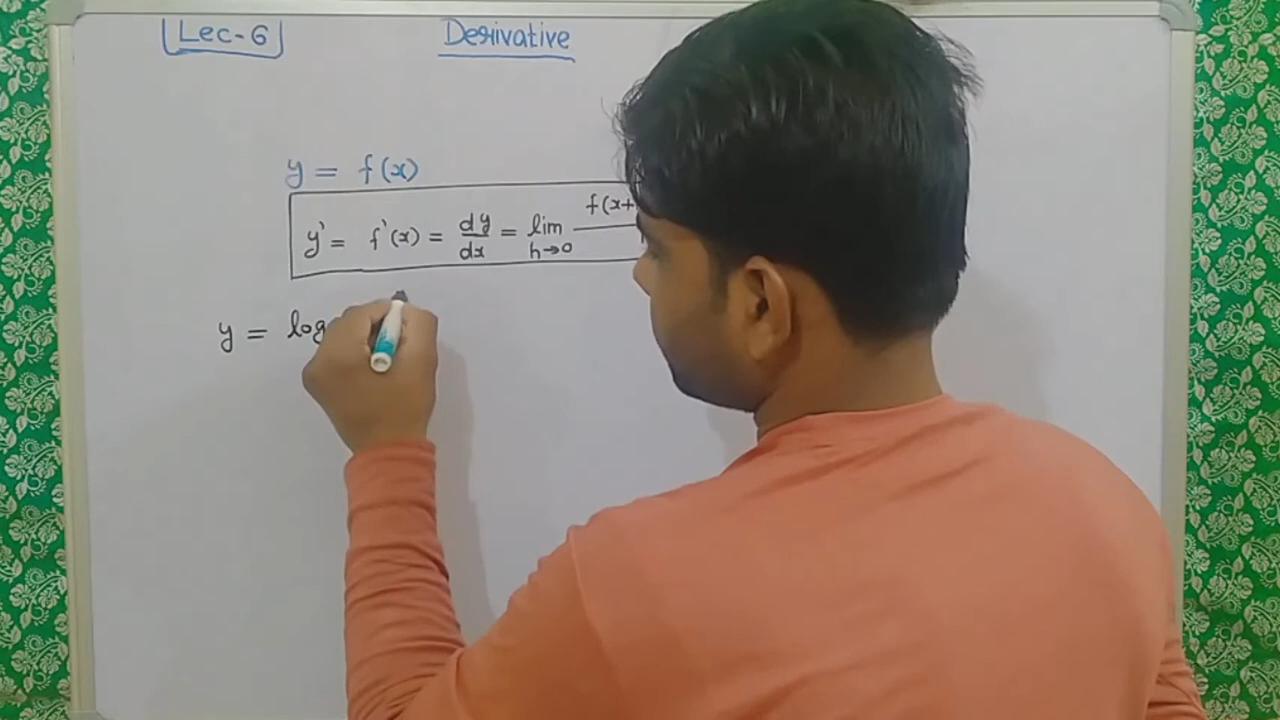 Lec-6
Derivative
y = f(x)
y' = f'(x) = dy/dx = lim h→0 f(x+
y = log